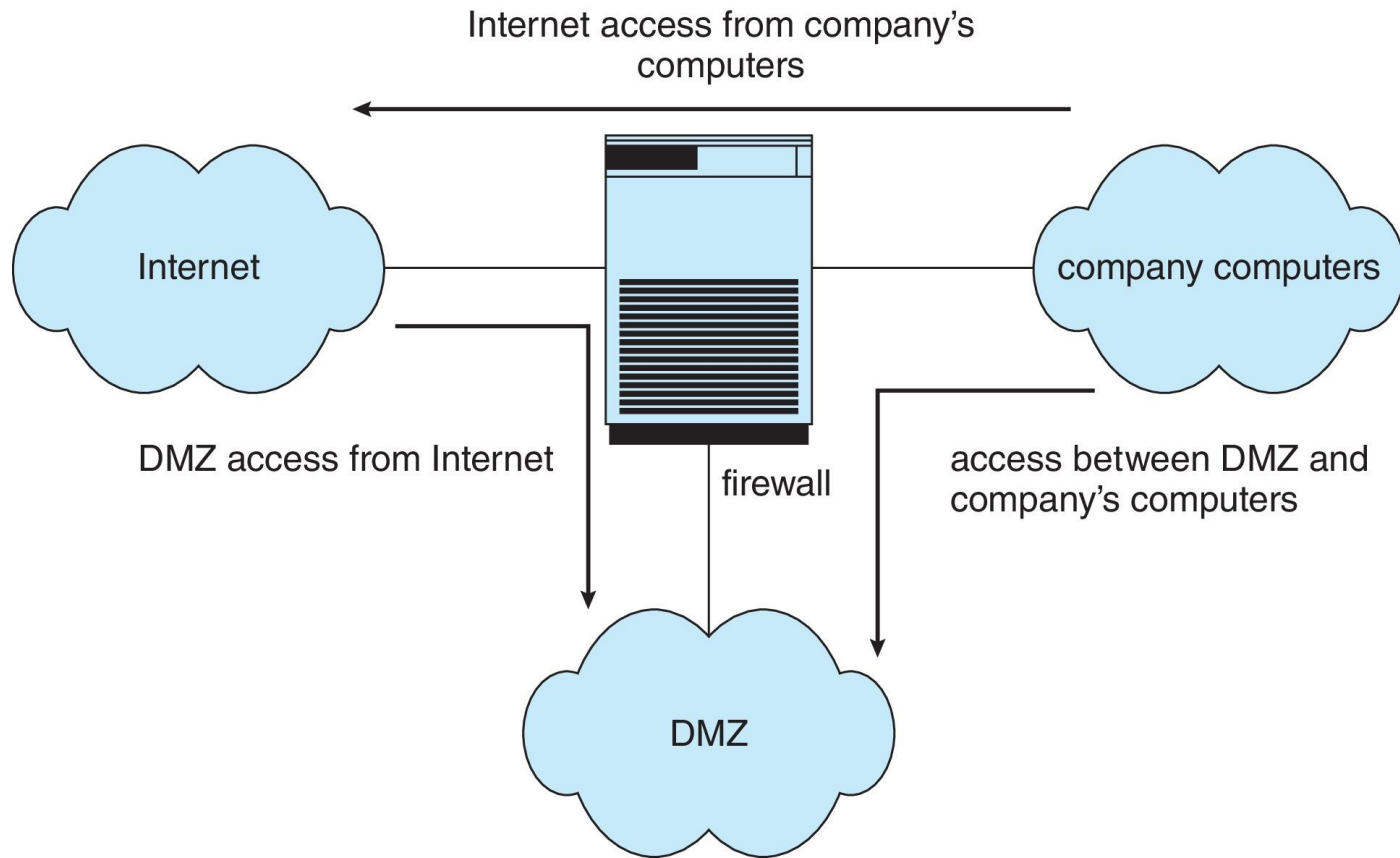 Internet access from company’s
computers
Internet
company computers
DMZ access from Internet
firewall
access between DMZ and
company’s computers
DMZ